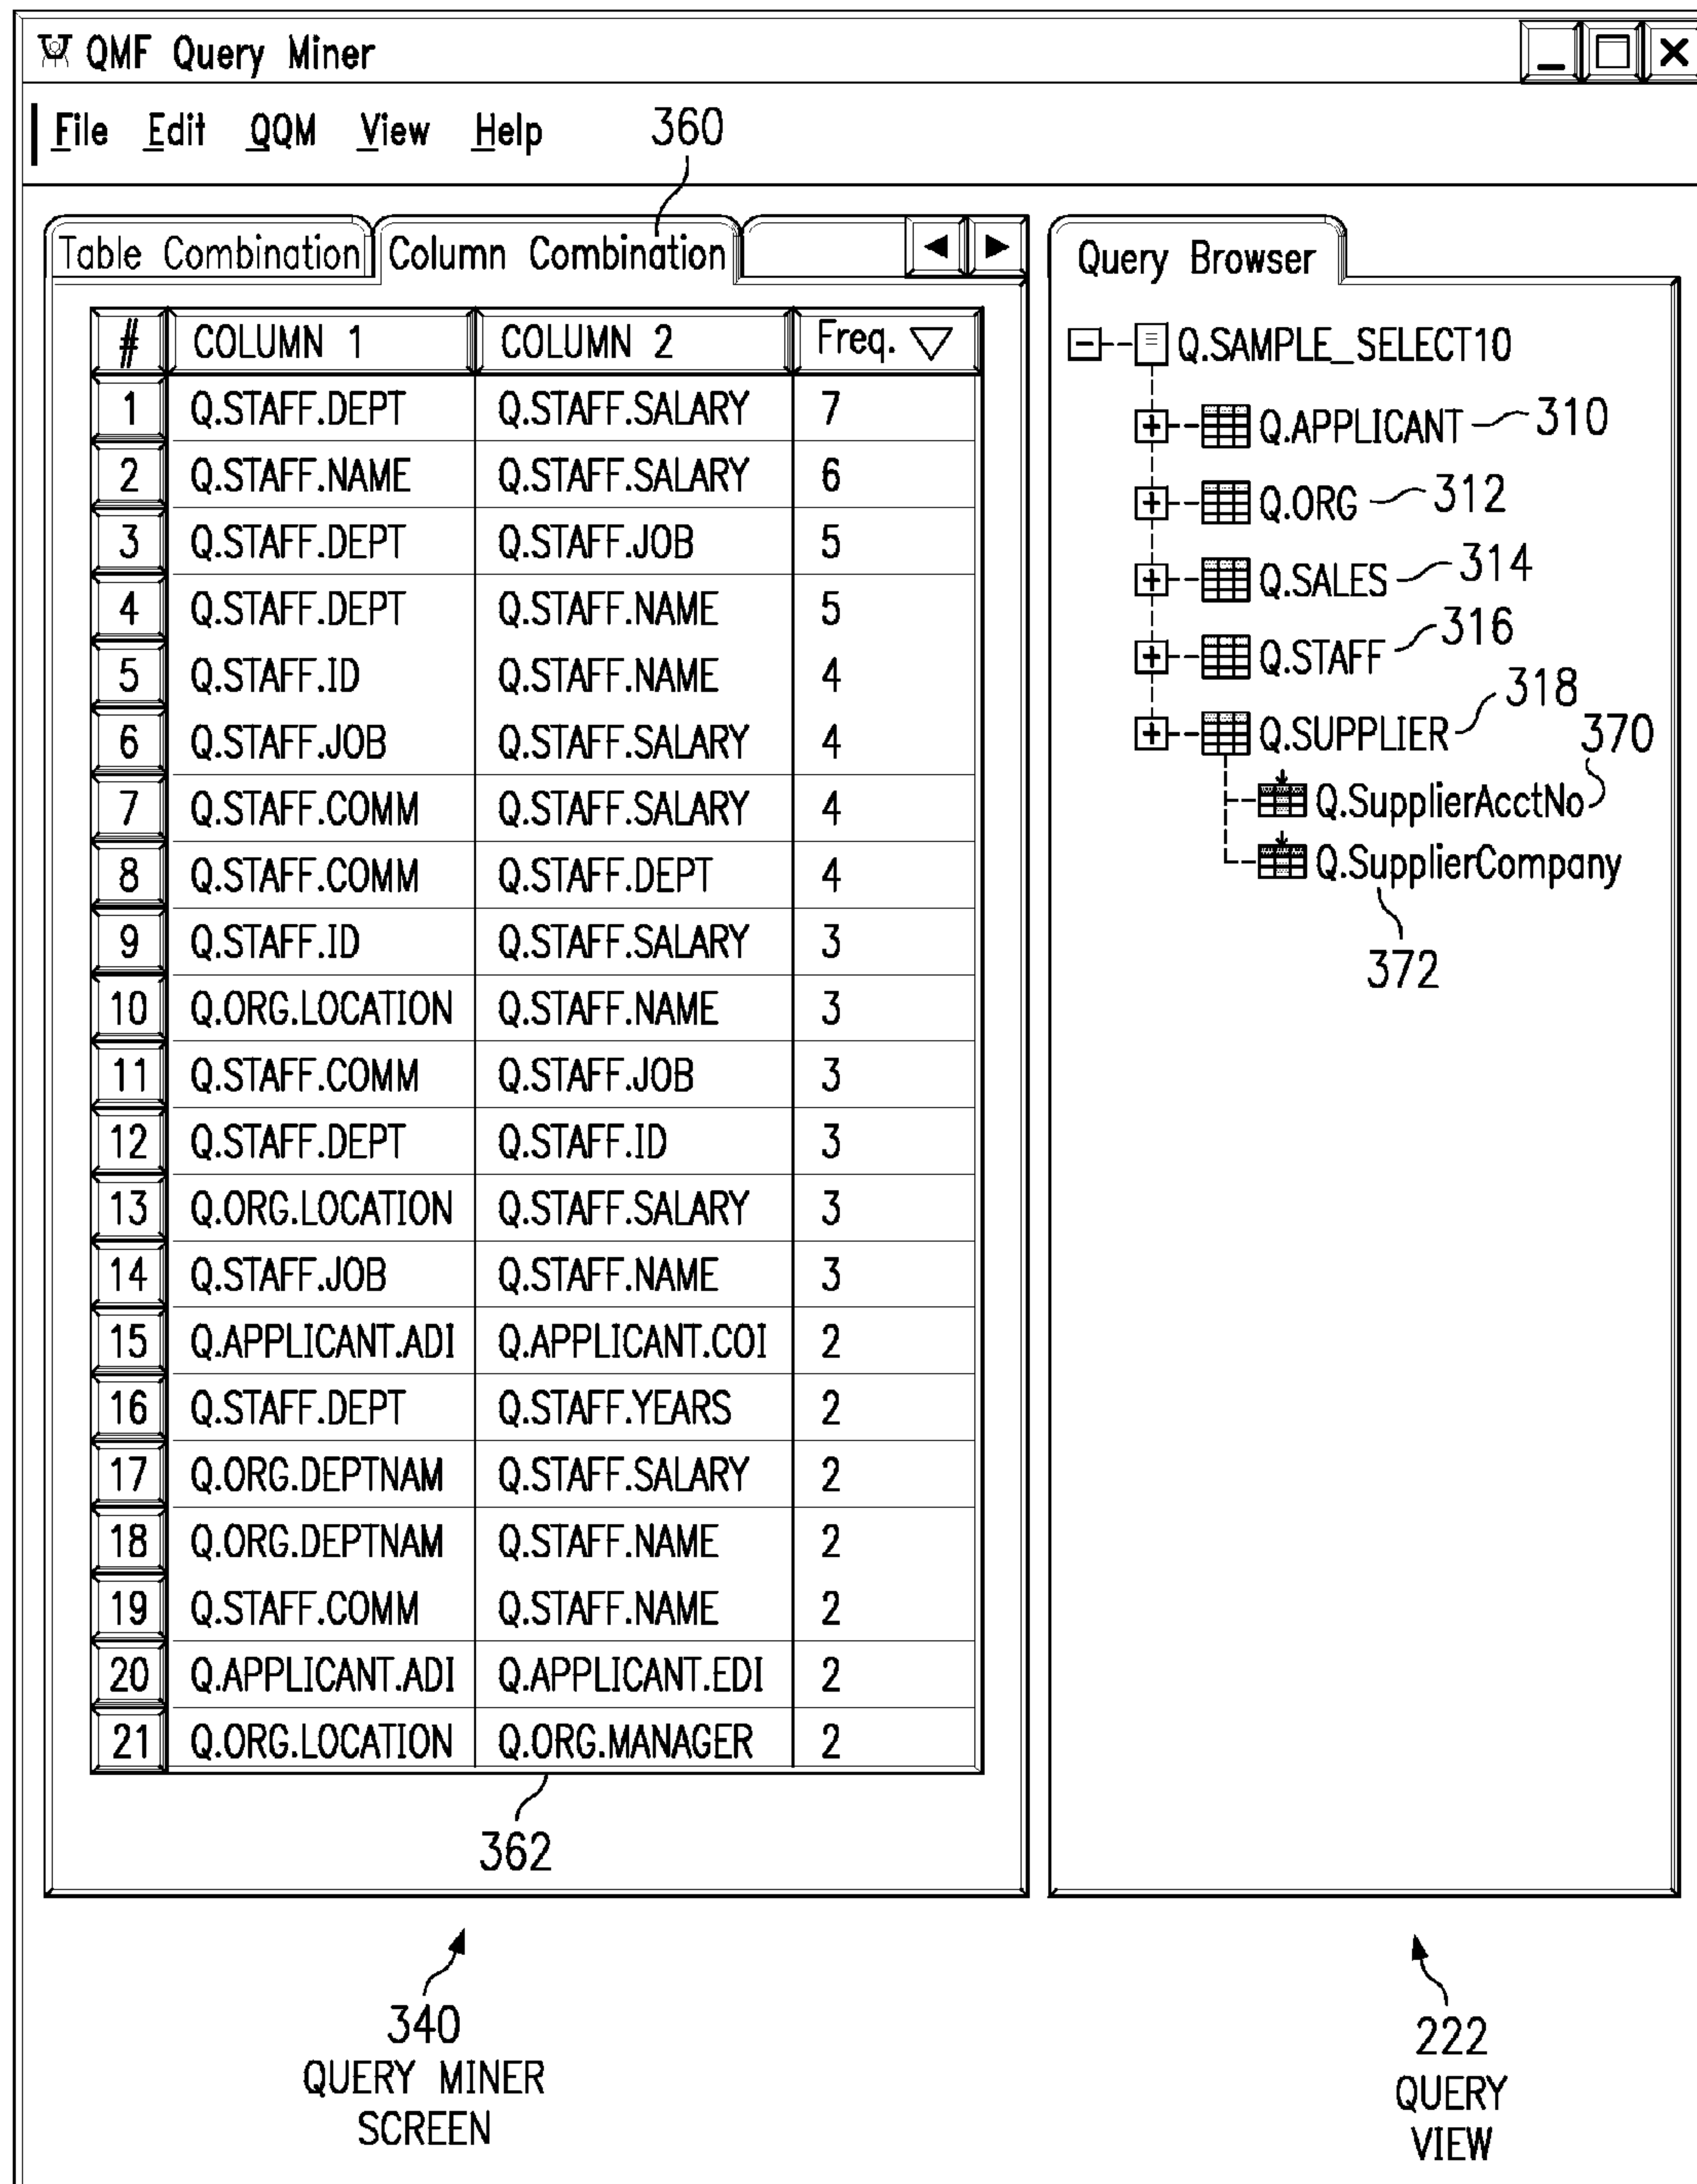 QMF Query Miner
File Edit QQM View Help
360
Table Combination Column Combination
# COLUMN 1 COLUMN 2 Freq.
1 Q.STAFF.DEPT Q.STAFF.SALARY 7
2 Q.STAFF.NAME Q.STAFF.SALARY 6
3 Q.STAFF.DEPT Q.STAFF.JOB 5
4 Q.STAFF.DEPT Q.STAFF.NAME 5
5 Q.STAFF.ID Q.STAFF.NAME 4
6 Q.STAFF.JOB Q.STAFF.SALARY 4
7 Q.STAFF.COMM Q.STAFF.SALARY 4
8 Q.STAFF.COMM Q.STAFF.DEPT 4
9 Q.STAFF.ID Q.STAFF.SALARY 3
10 Q.ORG.LOCATION Q.STAFF.NAME 3
11 Q.STAFF.COMM Q.STAFF.JOB 3
12 Q.STAFF.DEPT Q.STAFF.ID 3
13 Q.ORG.LOCATION Q.STAFF.SALARY 3
14 Q.STAFF.JOB Q.STAFF.NAME 3
15 Q.APPLICANT.ADI Q.APPLICANT.COI 2
16 Q.STAFF.DEPT Q.STAFF.YEARS 2
17 Q.ORG.DEPTNAM Q.STAFF.SALARY 2
18 Q.ORG.DEPTNAM Q.STAFF.NAME 2
19 Q.STAFF.COMM Q.STAFF.NAME 2
20 Q.APPLICANT.ADI Q.APPLICANT.EDI 2
21 Q.ORG.LOCATION Q.ORG.MANAGER 2
362
340
QUERY MINER
SCREEN
Query Browser
Q.SAMPLE_SELECT10
Q.APPLICANT 310
Q.ORG 312
Q.SALES 314
Q.STAFF 316
Q.SUPPLIER 318
Q.SupplierAcctNo 370
Q.SupplierCompany
372
222
QUERY
VIEW